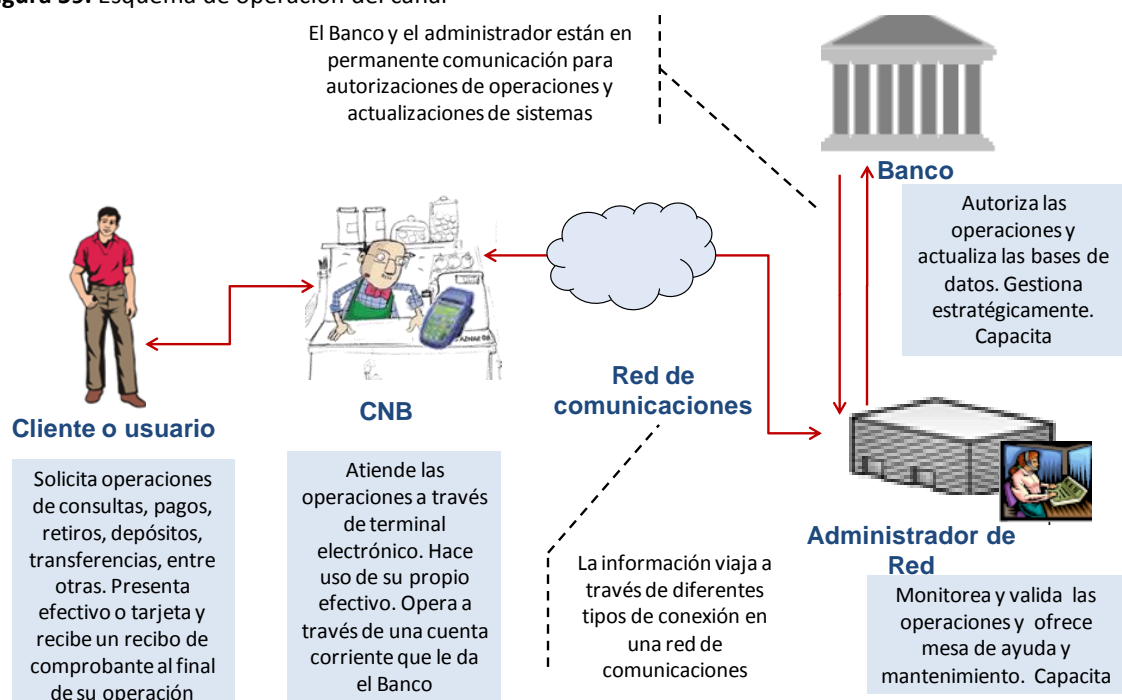 Figura 35. Esquema de operación del canal
El Banco y el administrador están en
permanente comunicación para
autorizaciones de operaciones y
actualizaciones de sistemas
Banco
Autoriza las
operaciones y
actualiza las bases de
datos. Gestiona
estratégicamente.
Capacita
Cliente o usuario
Solicita operaciones
de consultas, pagos,
retiros, depósitos,
transferencias, entre
otras. Presenta
efectivo o tarjeta y
recibe un recibo de
comprobante al final
de su operación
CNB
Atiende las
operaciones a través
de terminal
electrónico. Hace
uso de su propio
efectivo. Opera a
través de una cuenta
corriente que le da
el Banco
Red de
comunicaciones
La información viaja a
través de diferentes
tipos de conexión en
una red de
comunicaciones
Administrador de
Red
Monitorea y valida las
operaciones y ofrece
mesa de ayuda y
mantenimiento. Capacita